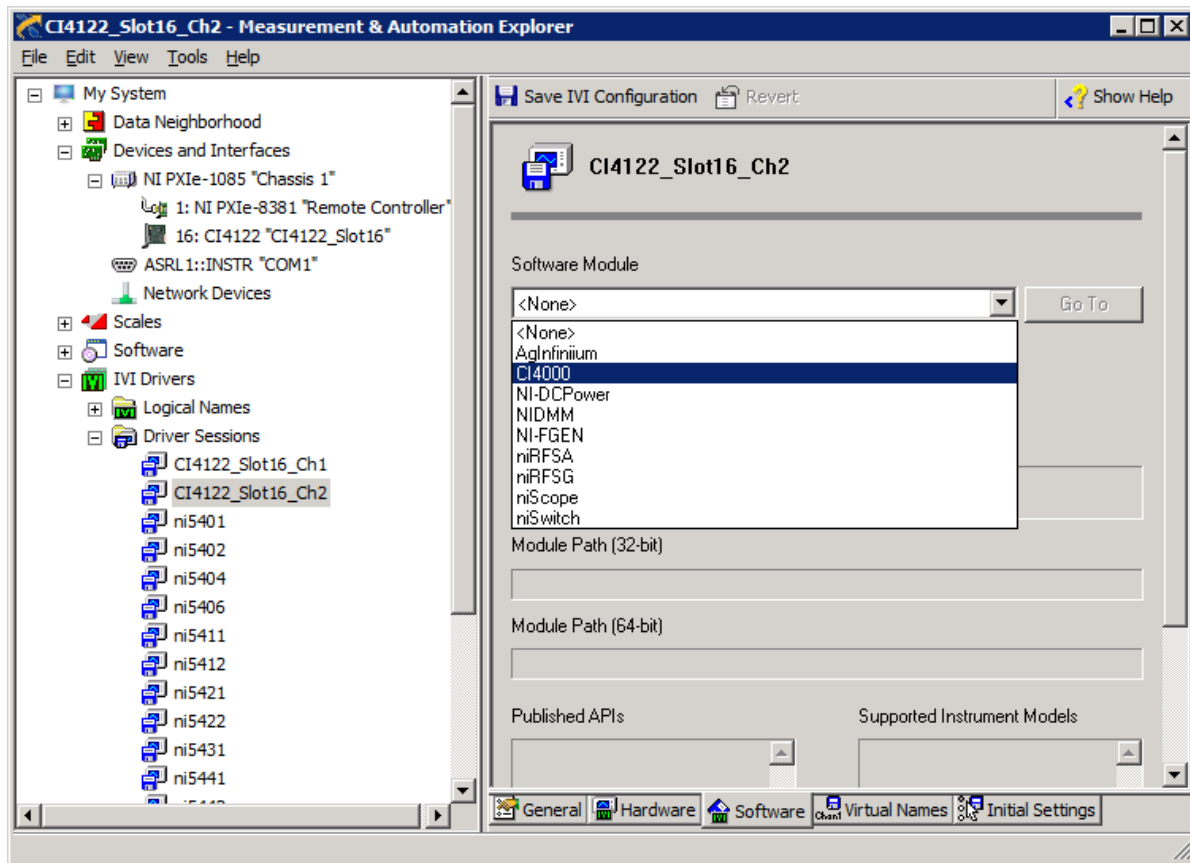 CI4122_Slot16_Ch2 - Measurement & Automation Explorer
File Edit View Tools Help
My System
Data Neighborhood
Devices and Interfaces
NI PXIe-1085 "Chassis 1"
1: NI PXIe-8381 "Remote Controller"
16: CI4122 "CI4122_Slot16"
ASRL1::INSTR "COM1"
Network Devices
Scales
Software
IVI Drivers
Logical Names
Driver Sessions
CI4122_Slot16_Ch1
CI4122_Slot16_Ch2
ni5401
ni5402
ni5404
ni5406
ni5411
ni5412
ni5421
ni5422
ni5431
ni5441
Save IVI Configuration Revert Show Help
CI4122_Slot16_Ch2
Software Module
<None> Go To
<None>
AgInfiniium
CI4000
NI-DCPower
NIDMM
NI-FGEN
niRFSA
niRFSG
niScope
niSwitch
Module Path (32-bit)
Module Path (64-bit)
Published APIs Supported Instrument Models
General Hardware Software Virtual Names Initial Settings